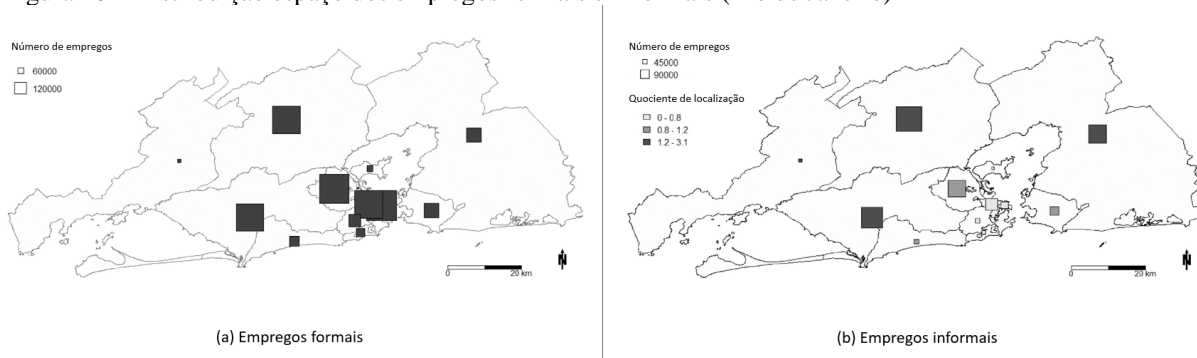 Número de empregos
60000
120000
20 km
N
(a) Empregos formais
Número de empregos
45000
90000
Quociente de localização
0 - 0.8
0.8 - 1.2
1.2 - 3.1
0
20 km
N
(b) Empregos informais